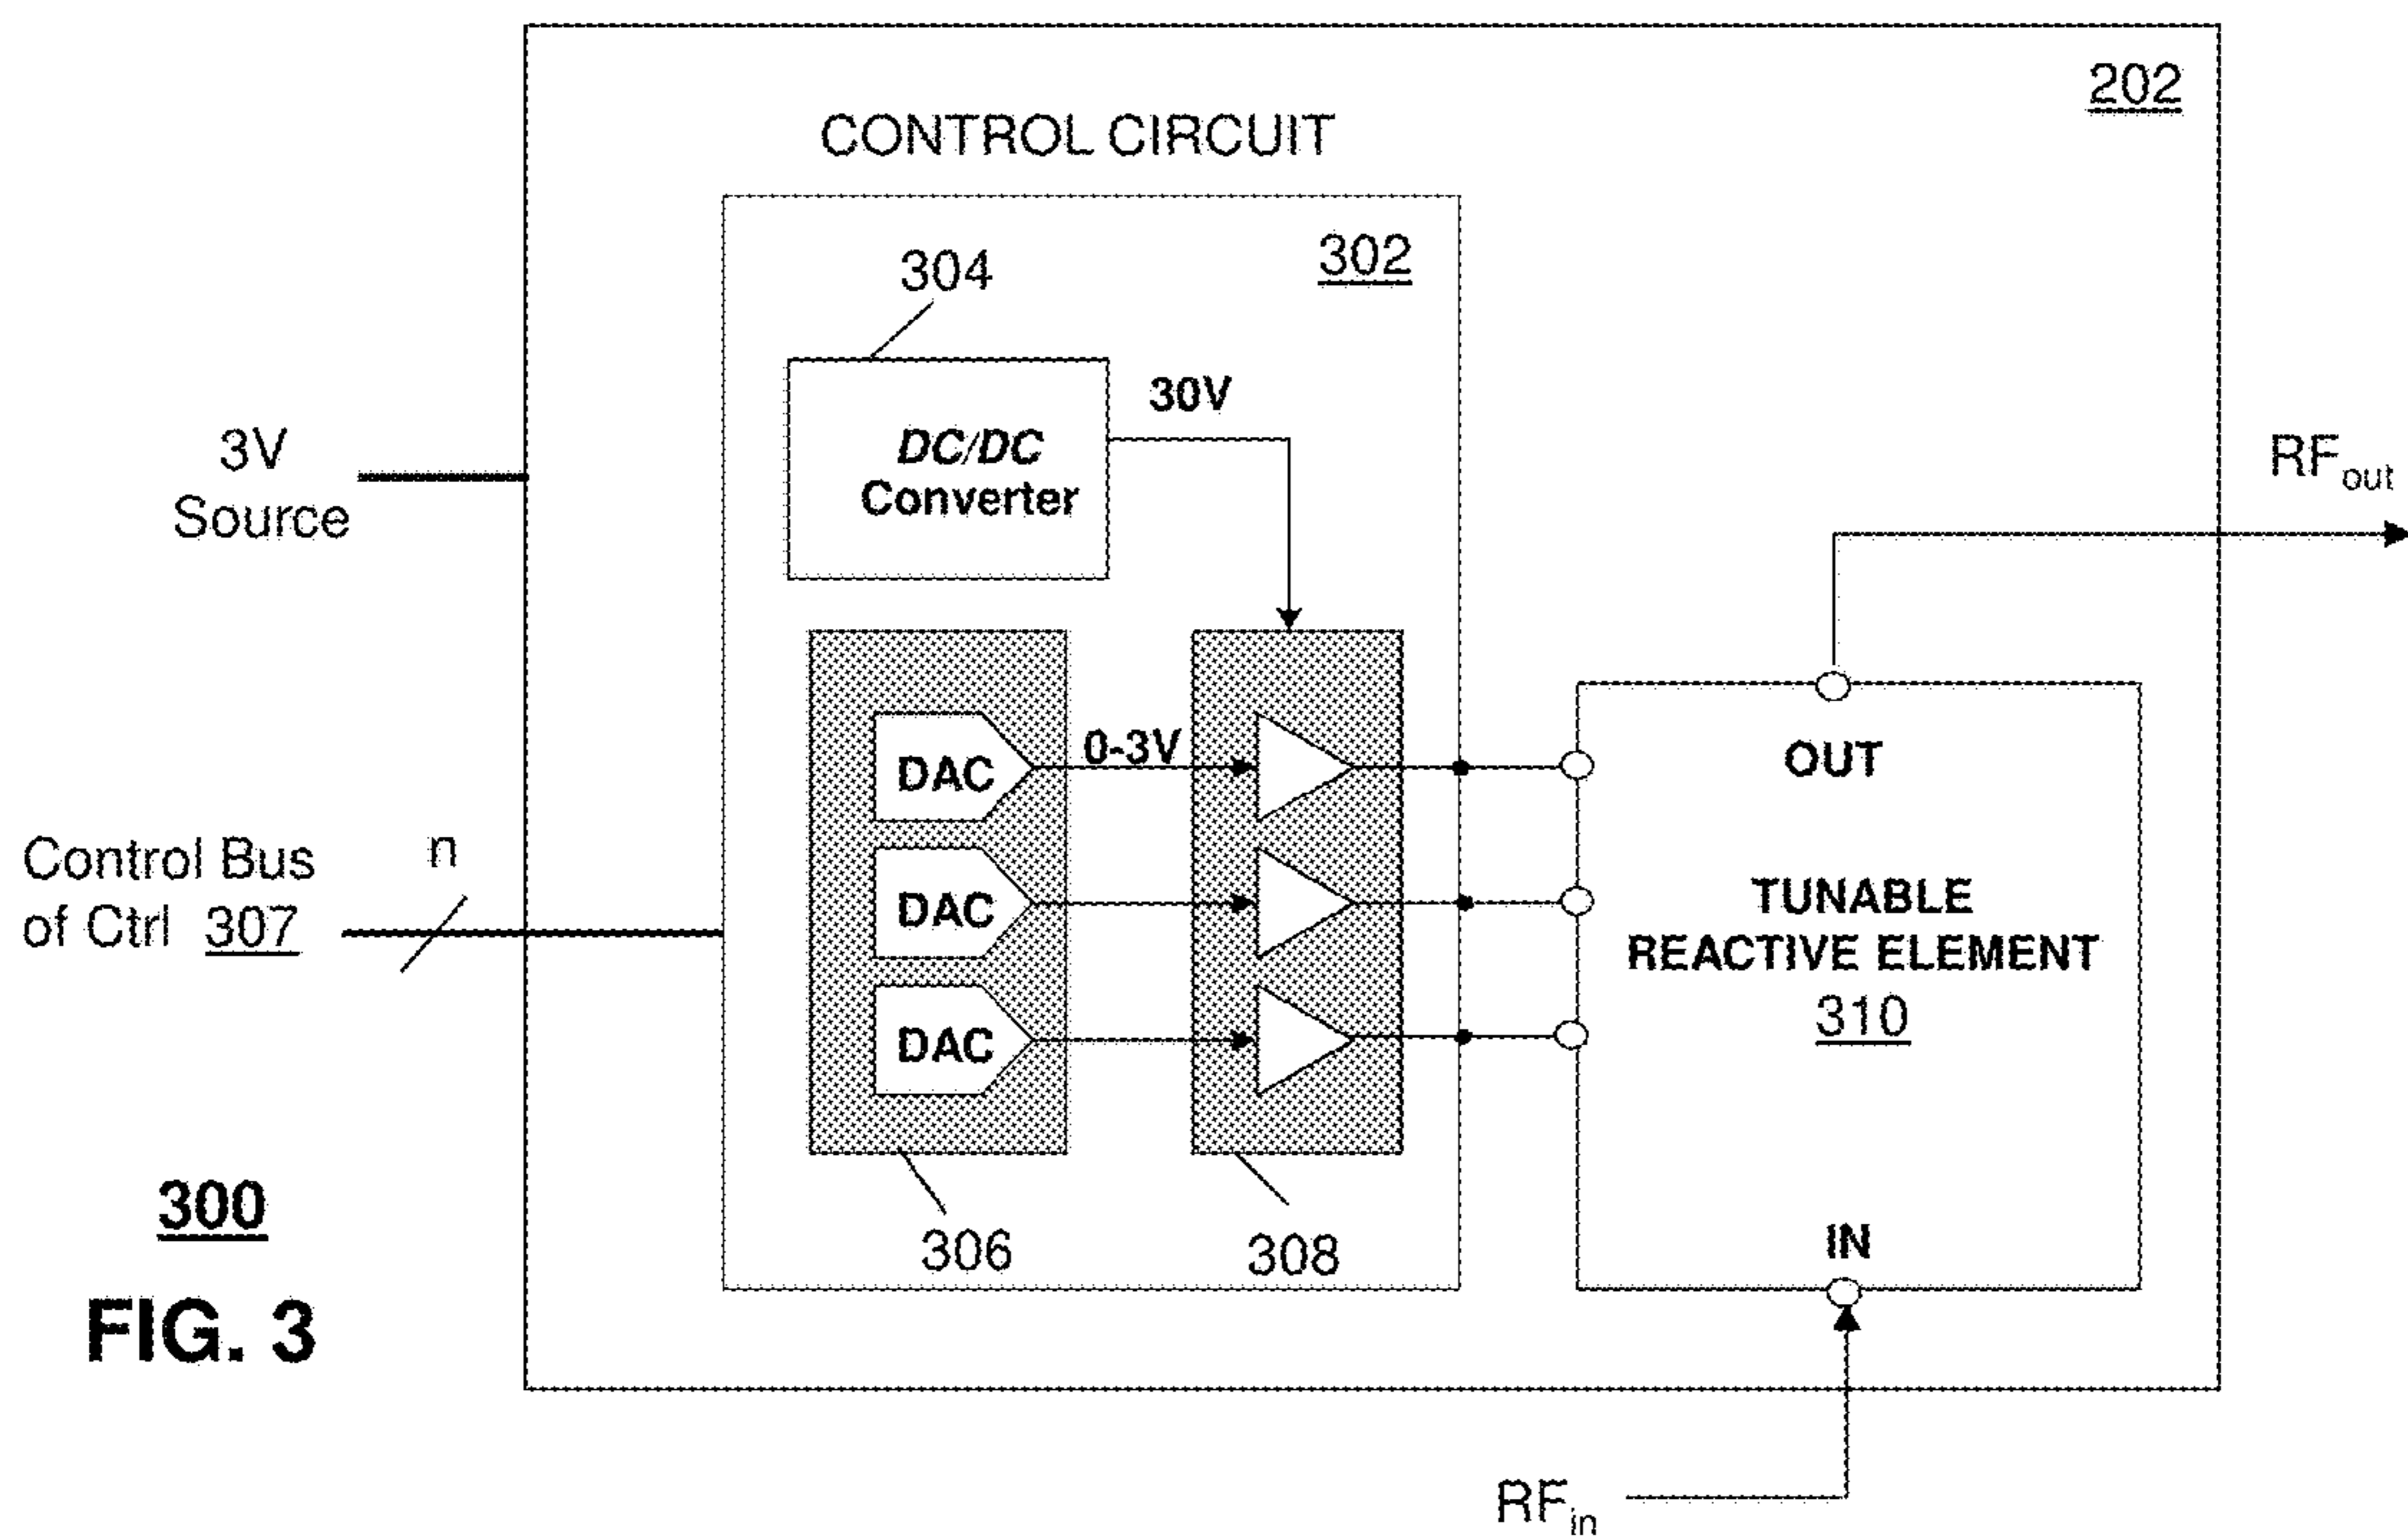 202
CONTROL CIRCUIT
302
304
30V
DC/DC
Converter
3V
Source
RFout
0-3V
DAC
DAC
DAC
OUT
TUNABLE
REACTIVE ELEMENT
310
IN
Control Bus
of Ctrl 307
n
306
308
300
FIG. 3
RFin